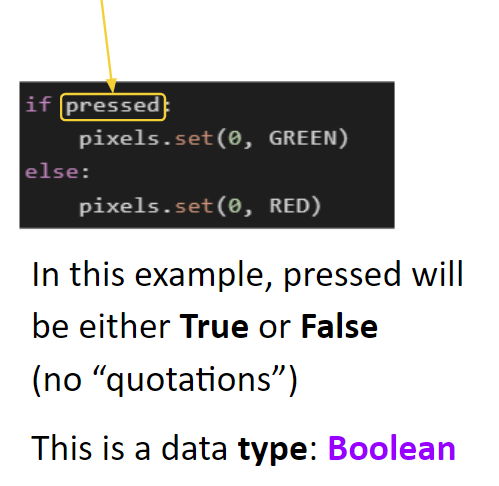 if pressed:
    pixels.set(0, GREEN)
else:
    pixels.set(0, RED)
In this example, pressed will
be either True or False
(no “quotations”)
This is a data type: Boolean